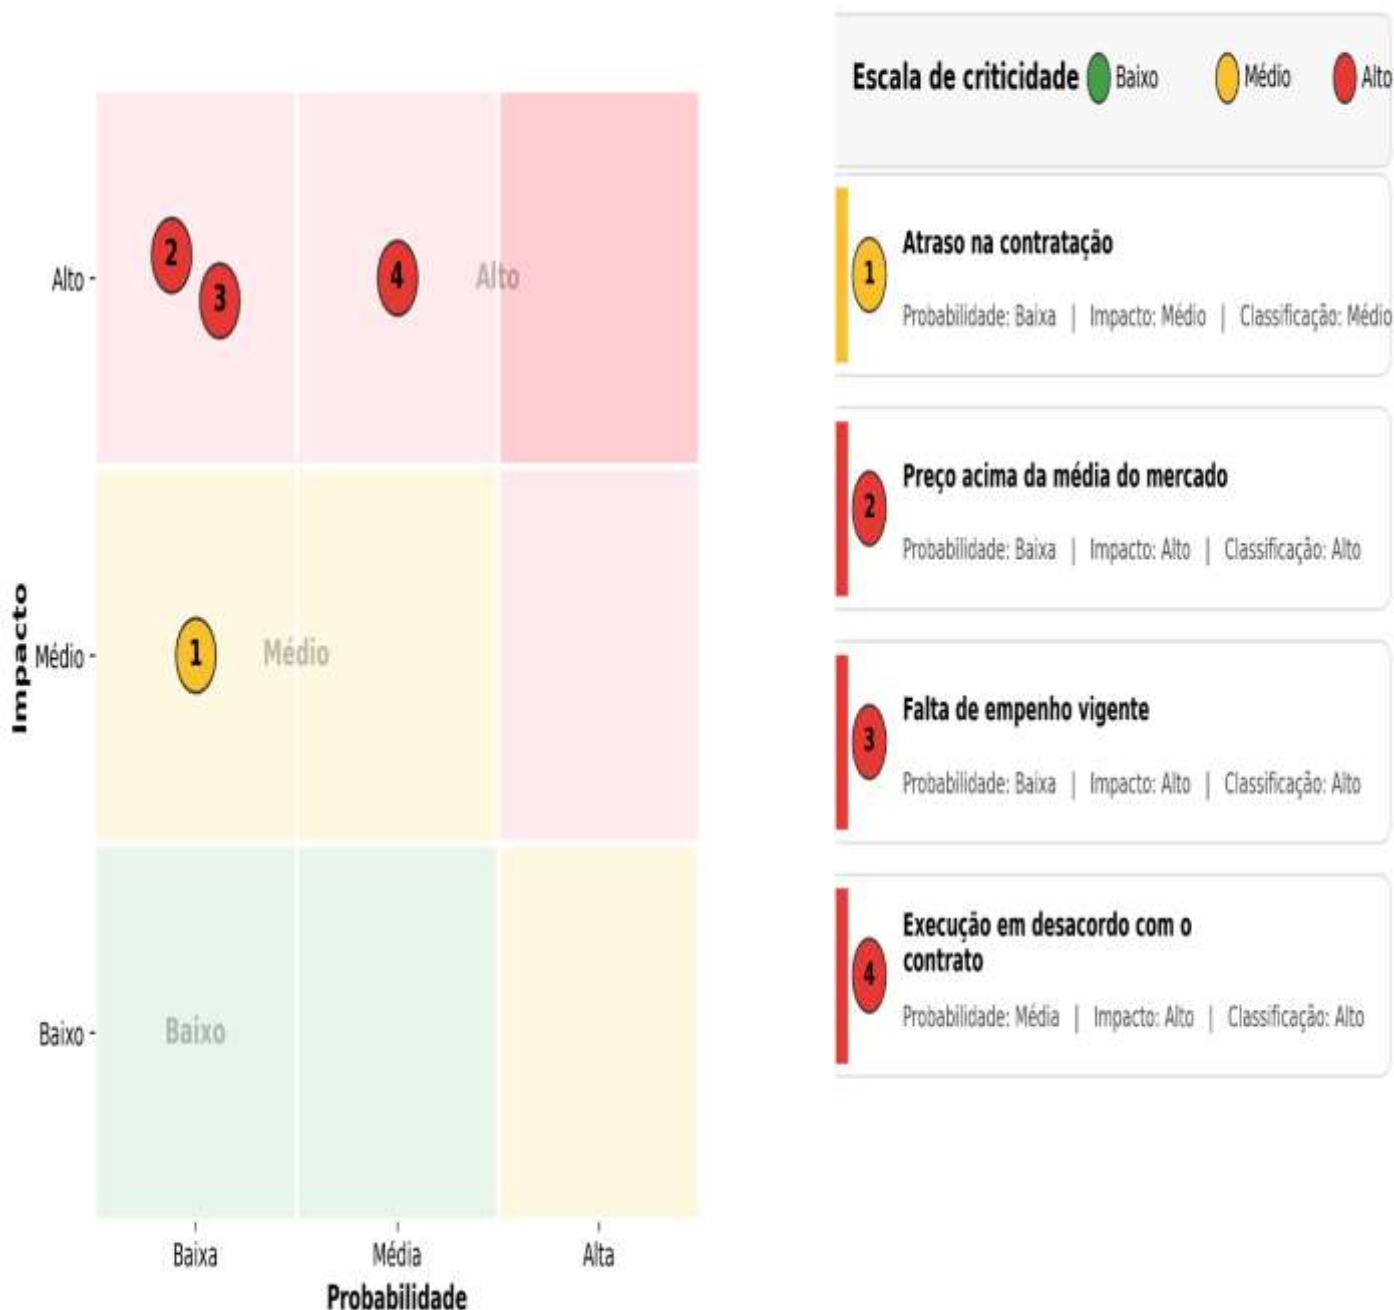 Escala de criticidade Baixo Médio Alto
2
3
4
Alto
Alto
1
Médio
Médio
Impacto
Baixo
Baixo
Baixa Média Alta
Probabilidade
Atraso na contratação
1
Probabilidade: Baixa | Impacto: Médio | Classificação: Médio
Preço acima da média do mercado
2
Probabilidade: Baixa | Impacto: Alto | Classificação: Alto
Falta de empenho vigente
3
Probabilidade: Baixa | Impacto: Alto | Classificação: Alto
Execução em desacordo com o
contrato
4
Probabilidade: Média | Impacto: Alto | Classificação: Alto